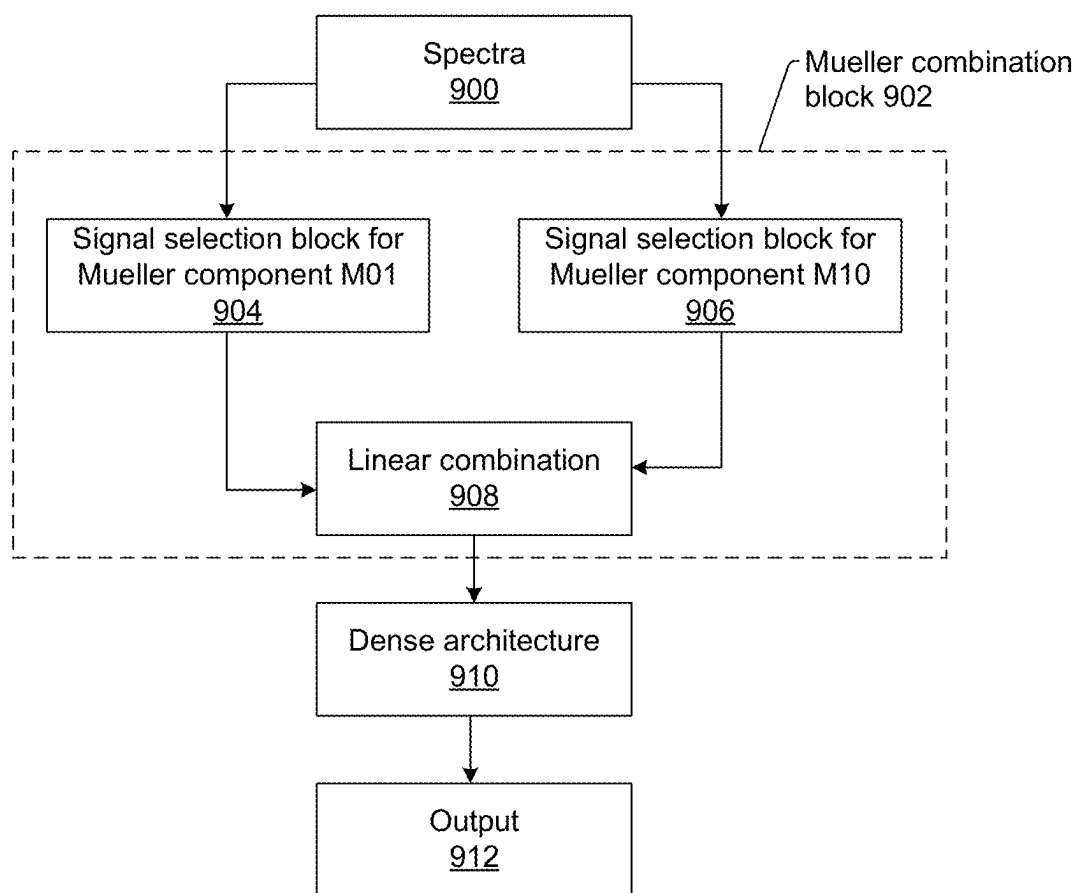 Spectra
900
Mueller combination
block 902
Signal selection block for
Mueller component M01
904
Signal selection block for
Mueller component M10
906
Linear combination
908
Dense architecture
910
Output
912